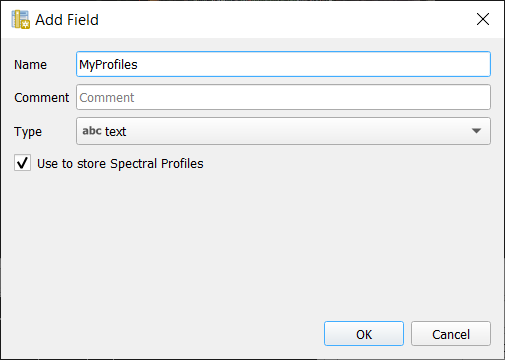 Add Field
Name MyProfiles
Comment Comment
Type abc text
Use to store Spectral Profiles
OK Cancel